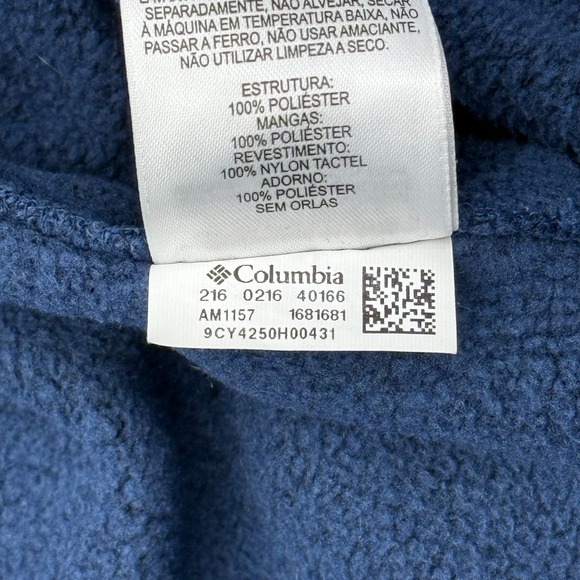 SEPARADAMENTE, NÃO ALVEJAR, SECAR
À MÁQUINA EM TEMPERATURA BAIXA, NÃO
PASSAR A FERRO, NÃO USAR AMACIANTE,
NÃO UTILIZAR LIMPEZA A SECO.
ESTRUTURA:
100% POLIÉSTER
MANGAS:
100% POLIÉSTER
REVESTIMENTO:
100% NYLON TACTEL
ADORNO:
100% POLIÉSTER
SEM ORLAS
Columbia
216 0216 40166
AM1157 1681681
9CY4250H00431